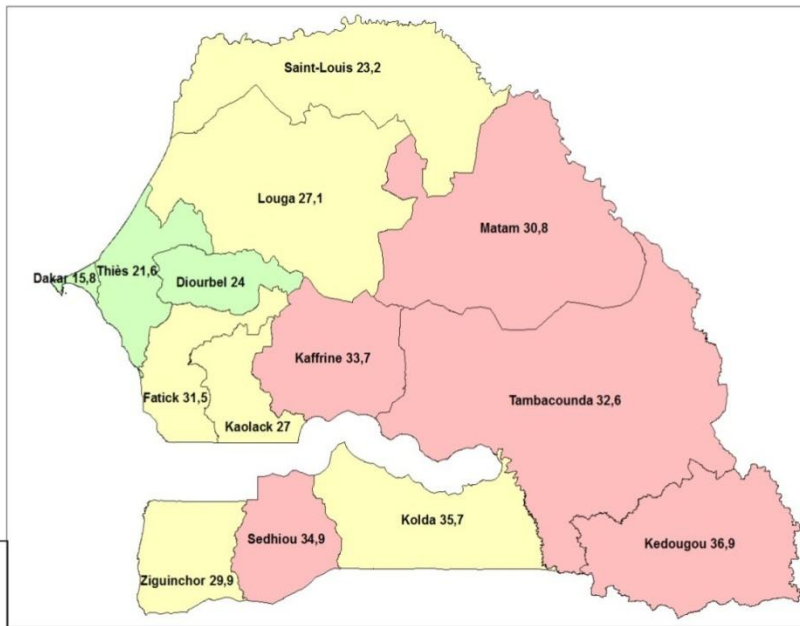 Saint-Louis 23,2
Louga 27,1
Matam 30,8
Dakar 15,8
Thiès 21,6
Diourbel 24
Kaffrine 33,7
Fatick 31,5
Tambacounda 32,6
Kaolack 27
Kolda 35,7
Sedhiou 34,9
Kedougou 36,9
Ziguinchor 29,9